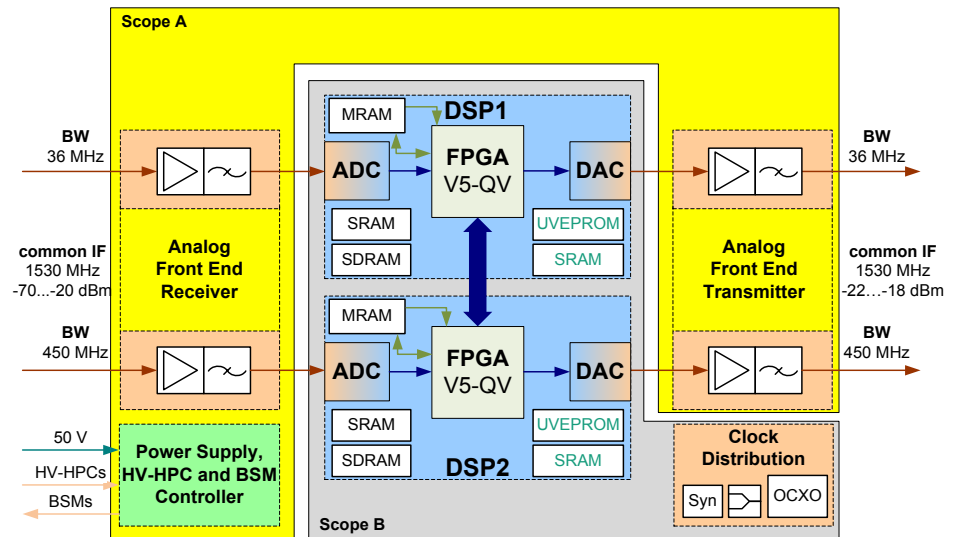 Scope A
BW
36 MHz
common IF
1530 MHz
-70...-20 dBm
BW
450 MHz
50 V
HV-HPCs
BSMs
Analog
Front End
Receiver
Power Supply,
HV-HPC and BSM
Controller
MRAM
DSP1
ADC
FPGA
V5-QV
DAC
SRAM
SDRAM
UVEPROM
SRAM
MRAM
ADC
FPGA
V5-QV
DAC
SRAM
SDRAM
UVEPROM
SRAM
DSP2
Scope B
Analog
Front End
Transmitter
Clock
Distribution
Syn
OCXO
BW
36 MHz
common IF
1530 MHz
-22…-18 dBm
BW
450 MHz